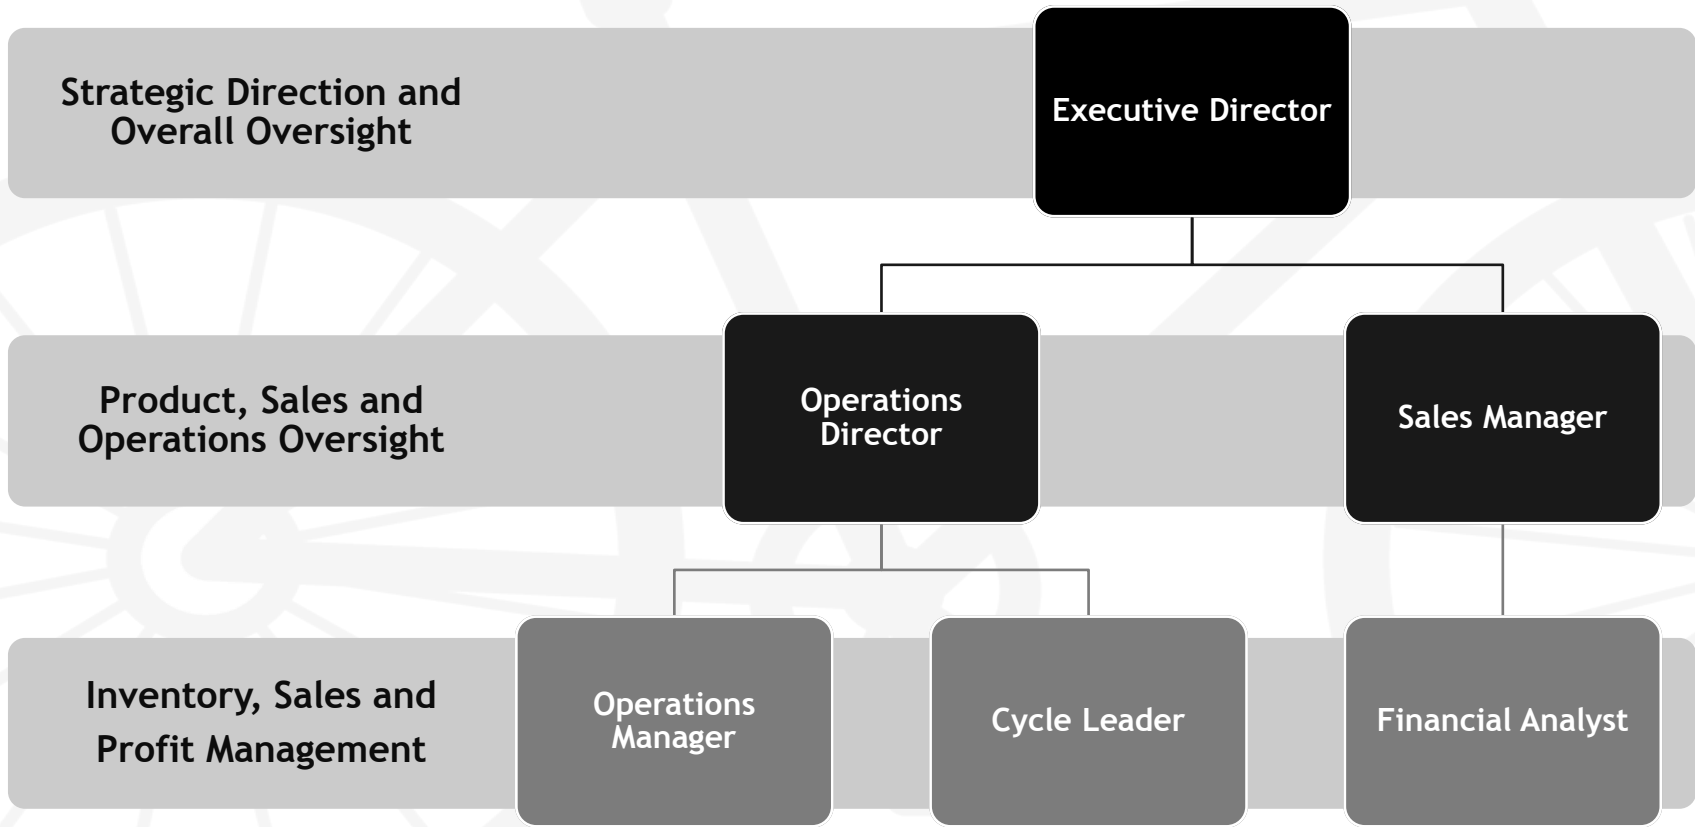 Strategic Direction and
Overall Oversight
Executive Director
Product, Sales and
Operations Oversight
Operations
Director
Sales Manager
Inventory, Sales and
Profit Management
Operations
Manager
Cycle Leader
Financial Analyst